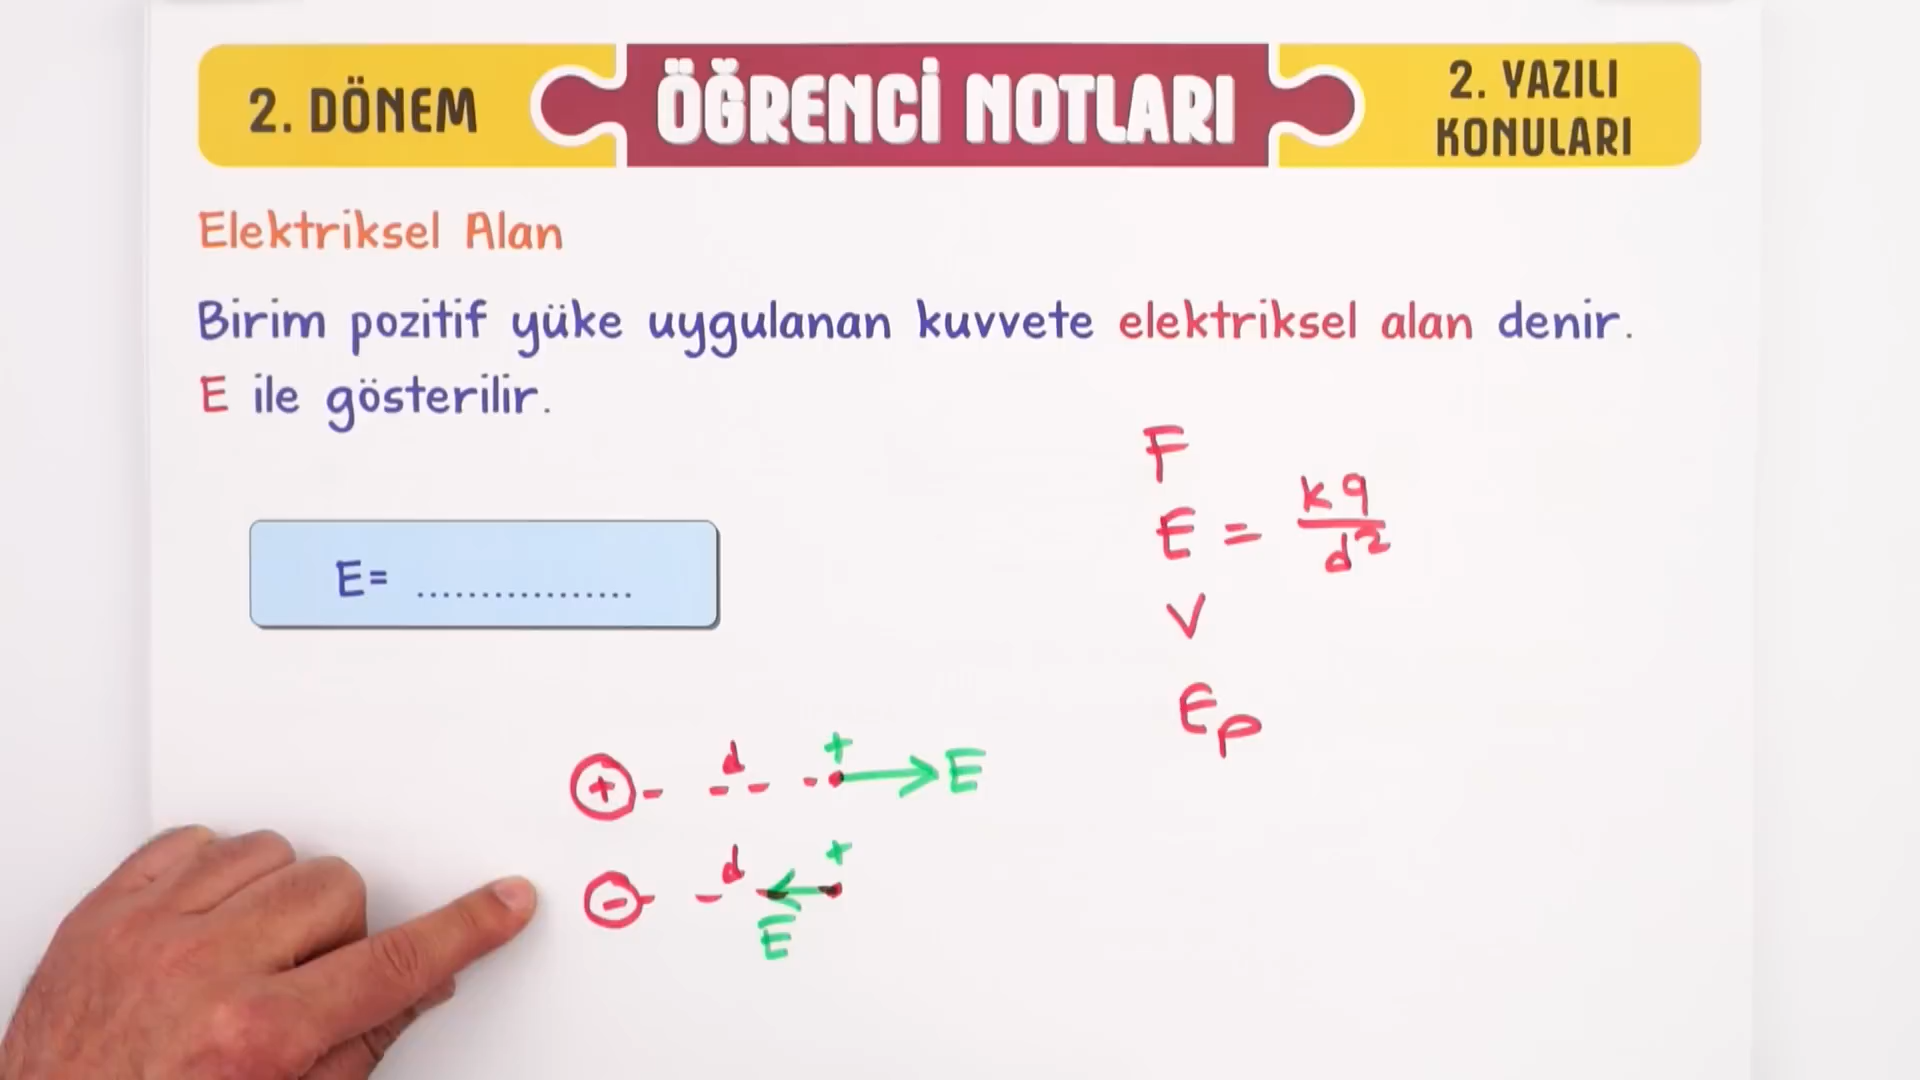 2. DÖNEM
ÖĞRENCİ NOTLARI
2. YAZILI
KONULARI
Elektriksel Alan
Birim pozitif yüke uygulanan kuvvete elektriksel alan denir.
E ile gösterilir.
E= .................
F
E = kq/d²
V
Ep
+ d + E
- d + E